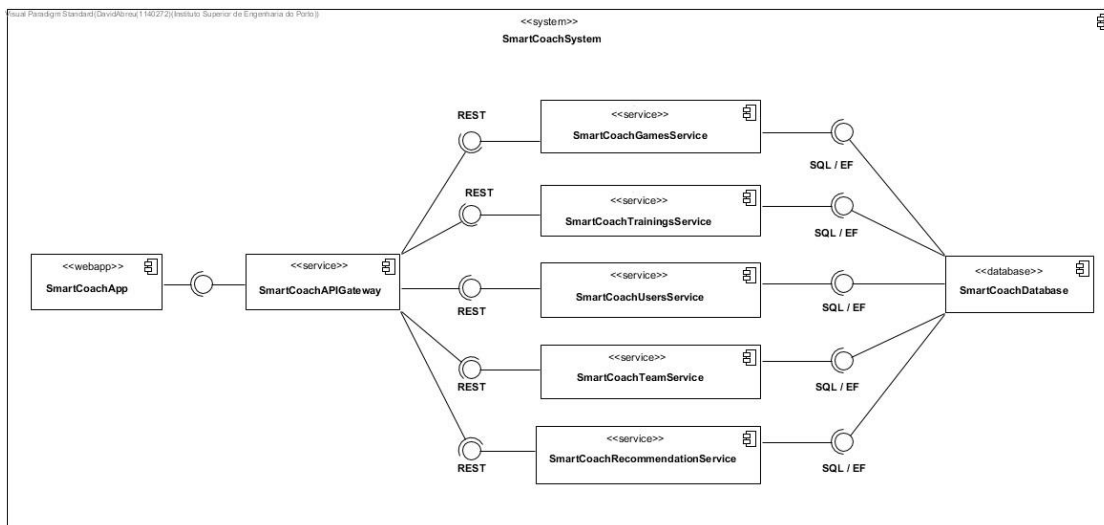 Visual Paradigm Standard(DavidAbreu(1140272)(Instituto Superior de Engenharia do Porto))
<<system>>
SmartCoachSystem
REST
<<service>>
SmartCoachGamesService
SQL / EF
REST
<<service>>
SmartCoachTrainingsService
SQL / EF
<<webapp>>
SmartCoachApp
<<service>>
SmartCoachAPIGateway
REST
<<service>>
SmartCoachUsersService
SQL / EF
<<database>>
SmartCoachDatabase
REST
<<service>>
SmartCoachTeamService
SQL / EF
REST
<<service>>
SmartCoachRecommendationService
SQL / EF